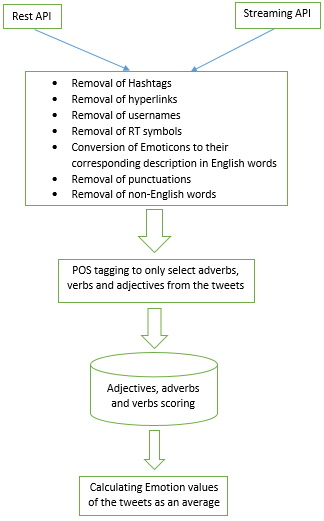 Rest API
Streaming API
• Removal of Hashtags
• Removal of hyperlinks
• Removal of usernames
• Removal of RT symbols
• Conversion of Emoticons to their
corresponding description in English words
• Removal of punctuations
• Removal of non-English words
POS tagging to only select adverbs,
verbs and adjectives from the tweets
Adjectives, adverbs
and verbs scoring
Calculating Emotion values
of the tweets as an average